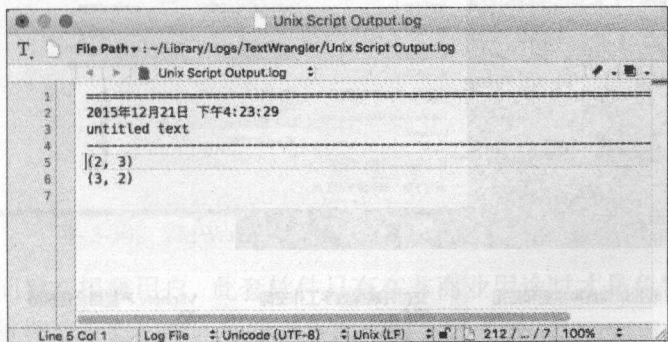 Unix Script Output.log
File Path ▾ : ~/Library/Logs/TextWrangler/Unix Script Output.log
Unix Script Output.log
1 ================================================================
2 2015年12月21日 下午4:23:29
3 untitled text
4 ----------------------------------------------------------------
5 (2, 3)
6 (3, 2)
7
Line 5 Col 1 Log File Unicode (UTF-8) Unix (LF) 212 / ... / 7 100%